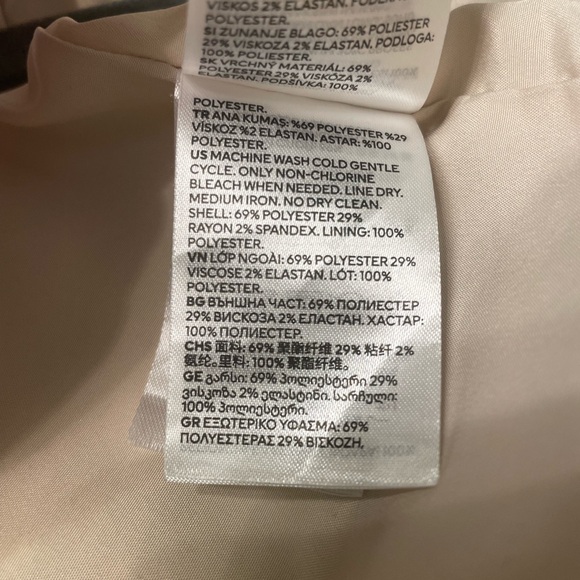 VISKOS 2% ELASTAN. PODLOGA:
POLYESTER.
SI ZUNANJE BLAGO: 69% POLIESTER
29% VISKOZA 2% ELASTAN. PODLOGA:
100% POLIESTER.
SK VRCHNÝ MATERIÁL: 69%
POLYESTER 29% VISKÓZA 2%
ELASTAN. PODŠÍVKA: 100%
POLYESTER.
TR ANA KUMAŞ: %69 POLYESTER %29
VİSKOZ %2 ELASTAN. ASTAR: %100
POLYESTER.
US MACHINE WASH COLD GENTLE
CYCLE. ONLY NON-CHLORINE
BLEACH WHEN NEEDED. LINE DRY.
MEDIUM IRON. NO DRY CLEAN.
SHELL: 69% POLYESTER 29%
RAYON 2% SPANDEX. LINING: 100%
POLYESTER.
VN LỚP NGOÀI: 69% POLYESTER 29%
VISCOSE 2% ELASTAN. LÓT: 100%
POLYESTER.
BG ВЪНШНА ЧАСТ: 69% ПОЛИЕСТЕР
29% ВИСКОЗА 2% ЕЛАСТАН. ХАСТАР:
100% ПОЛИЕСТЕР.
CHS 面料: 69% 聚酯纤维 29% 粘纤 2%
氨纶。里料: 100% 聚酯纤维。
GE გარსი: 69% პოლიესტერი 29%
ვისკოზა 2% ელასტინი. სარჩული:
100% პოლიესტერი.
GR ΕΞΩΤΕΡΙΚΟ ΥΦΑΣΜΑ: 69%
ΠΟΛΥΕΣΤΕΡΑΣ 29% ΒΙΣΚΟΖΗ,